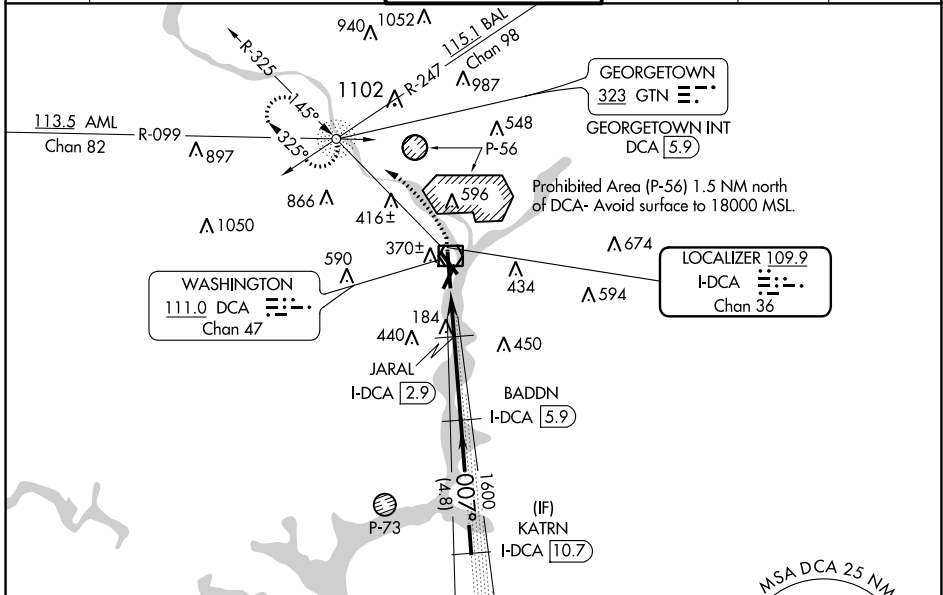 940
1052
115.1 BAL
Chan 98
R-247
R-325
1102
987
145°
325°
GEORGETOWN
323 GTN
GEORGETOWN INT
DCA 5.9
113.5 AML
Chan 82
R-099
897
548
P-56
866
416±
596
Prohibited Area (P-56) 1.5 NM north
of DCA- Avoid surface to 18000 MSL.
1050
370±
590
674
434
594
WASHINGTON
111.0 DCA
Chan 47
LOCALIZER 109.9
I-DCA
Chan 36
184
440
450
JARAL
I-DCA 2.9
BADDN
I-DCA 5.9
1600
007°
(4.8)
P-73
(IF)
KATRN
I-DCA 10.7
MSA DCA 25 NM